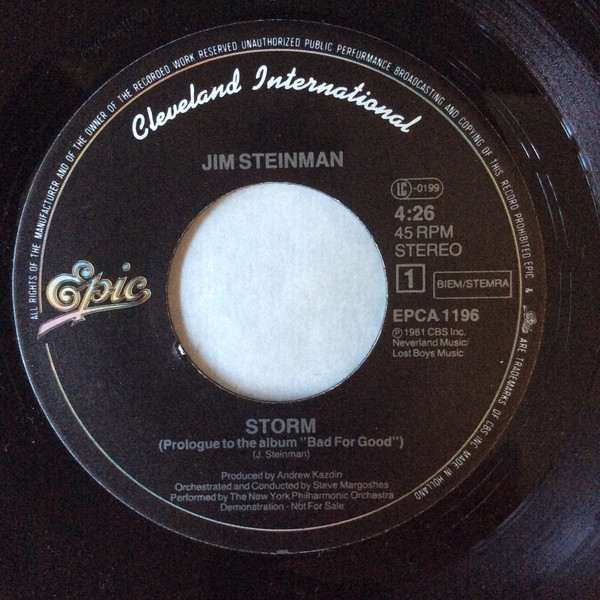 ALL RIGHTS OF THE MANUFACTURER AND OF THE OWNER OF THE RECORDED WORK RESERVED UNAUTHORIZED PUBLIC PERFORMANCE BROADCASTING AND COPYING OF THIS RECORD PROHIBITED EPIC & Epic ARE TRADEMARKS OF CBS INC MADE IN HOLLAND
Cleveland International
JIM STEINMAN
LC-0199
4:26
45 RPM
STEREO
1 BIEM/STEMRA
Epic
EPCA 1196
℗ 1981 CBS Inc.
Neverland Music/
Lost Boys Music
STORM
(Prologue to the album "Bad For Good")
(J. Steinman)
Produced by Andrew Kazdin
Orchestrated and Conducted by Steve Margoshes
Performed by The New York Philharmonic Orchestra
Demonstration - Not For Sale